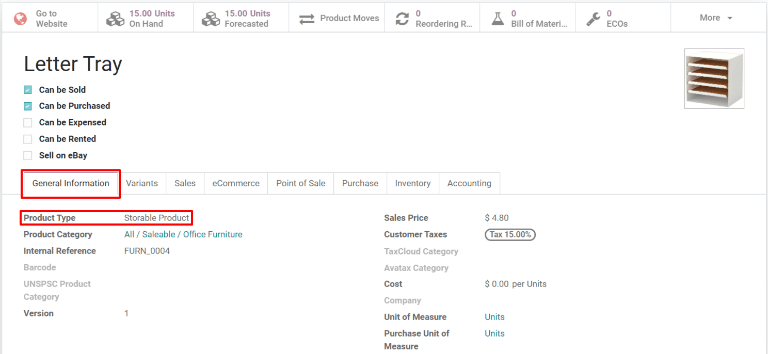 Go to Website
15.00 Units On Hand
15.00 Units Forecasted
Product Moves
0 Reordering R...
0 Bill of Materi...
0 ECOs
More
Letter Tray
Can be Sold
Can be Purchased
Can be Expensed
Can be Rented
Sell on eBay
General Information Variants Sales eCommerce Point of Sale Purchase Inventory Accounting
Product Type Storable Product
Product Category All / Saleable / Office Furniture
Internal Reference FURN_0004
Barcode
UNSPSC Product
Category
Version 1
Sales Price $ 4.80
Customer Taxes Tax 15.00%
TaxCloud Category
Avatax Category
Cost $ 0.00 per Units
Company
Unit of Measure Units
Purchase Unit of Units
Measure